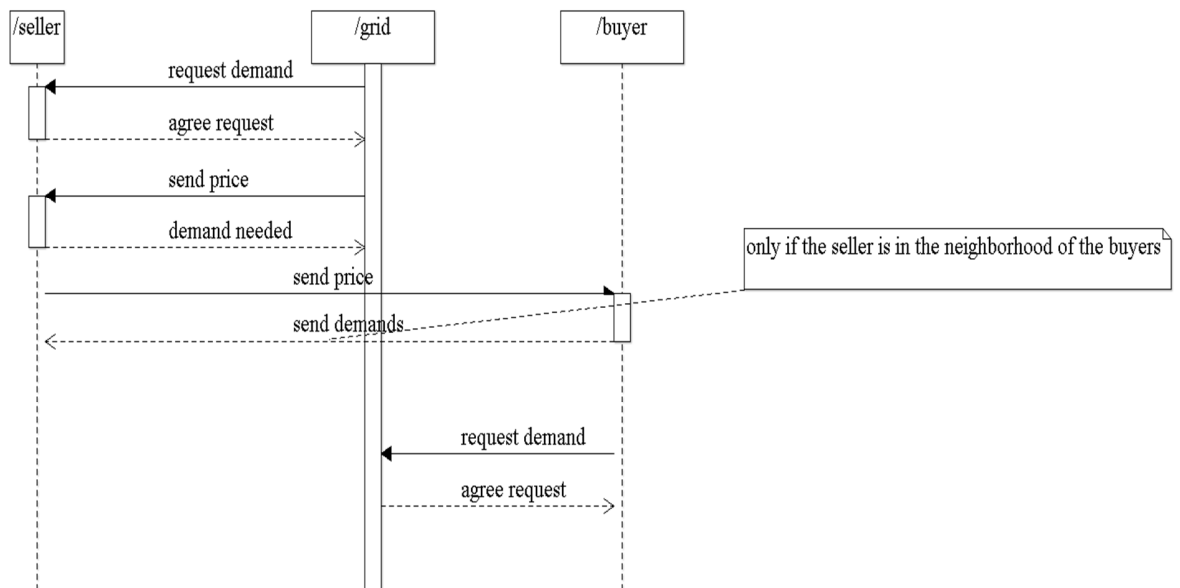 /seller
/grid
/buyer
request demand
agree request
send price
demand needed
only if the seller is in the neighborhood of the buyers
send price
send demands
request demand
agree request